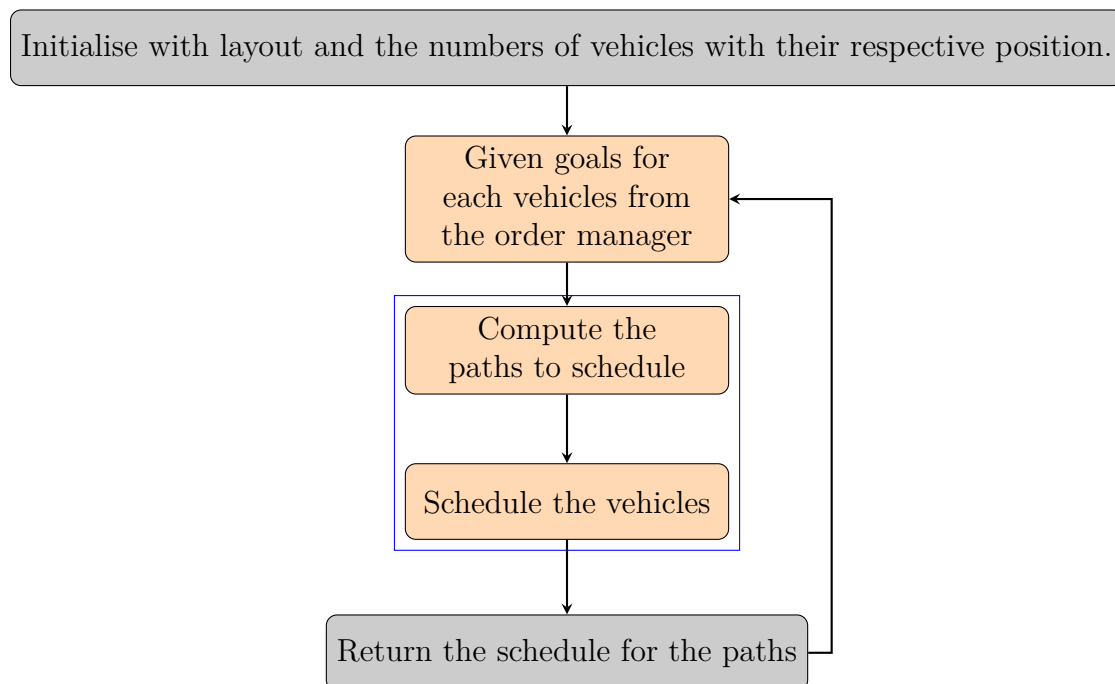 Initialise with layout and the numbers of vehicles with their respective position.
Given goals for
each vehicles from
the order manager
Compute the
paths to schedule
Schedule the vehicles
Return the schedule for the paths